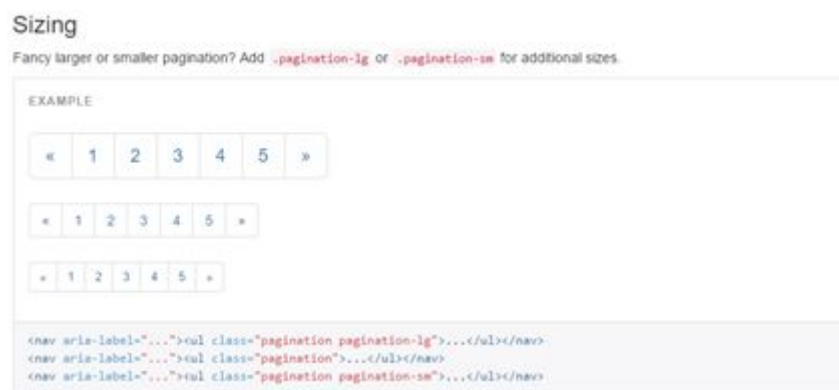 Sizing
Fancy larger or smaller pagination? Add .pagination-lg or .pagination-sm for additional sizes.
EXAMPLE
« 1 2 3 4 5 »
« 1 2 3 4 5 »
« 1 2 3 4 5 »
<nav aria-label="..."><ul class="pagination pagination-lg">...</ul></nav>
<nav aria-label="..."><ul class="pagination">...</ul></nav>
<nav aria-label="..."><ul class="pagination pagination-sm">...</ul></nav>